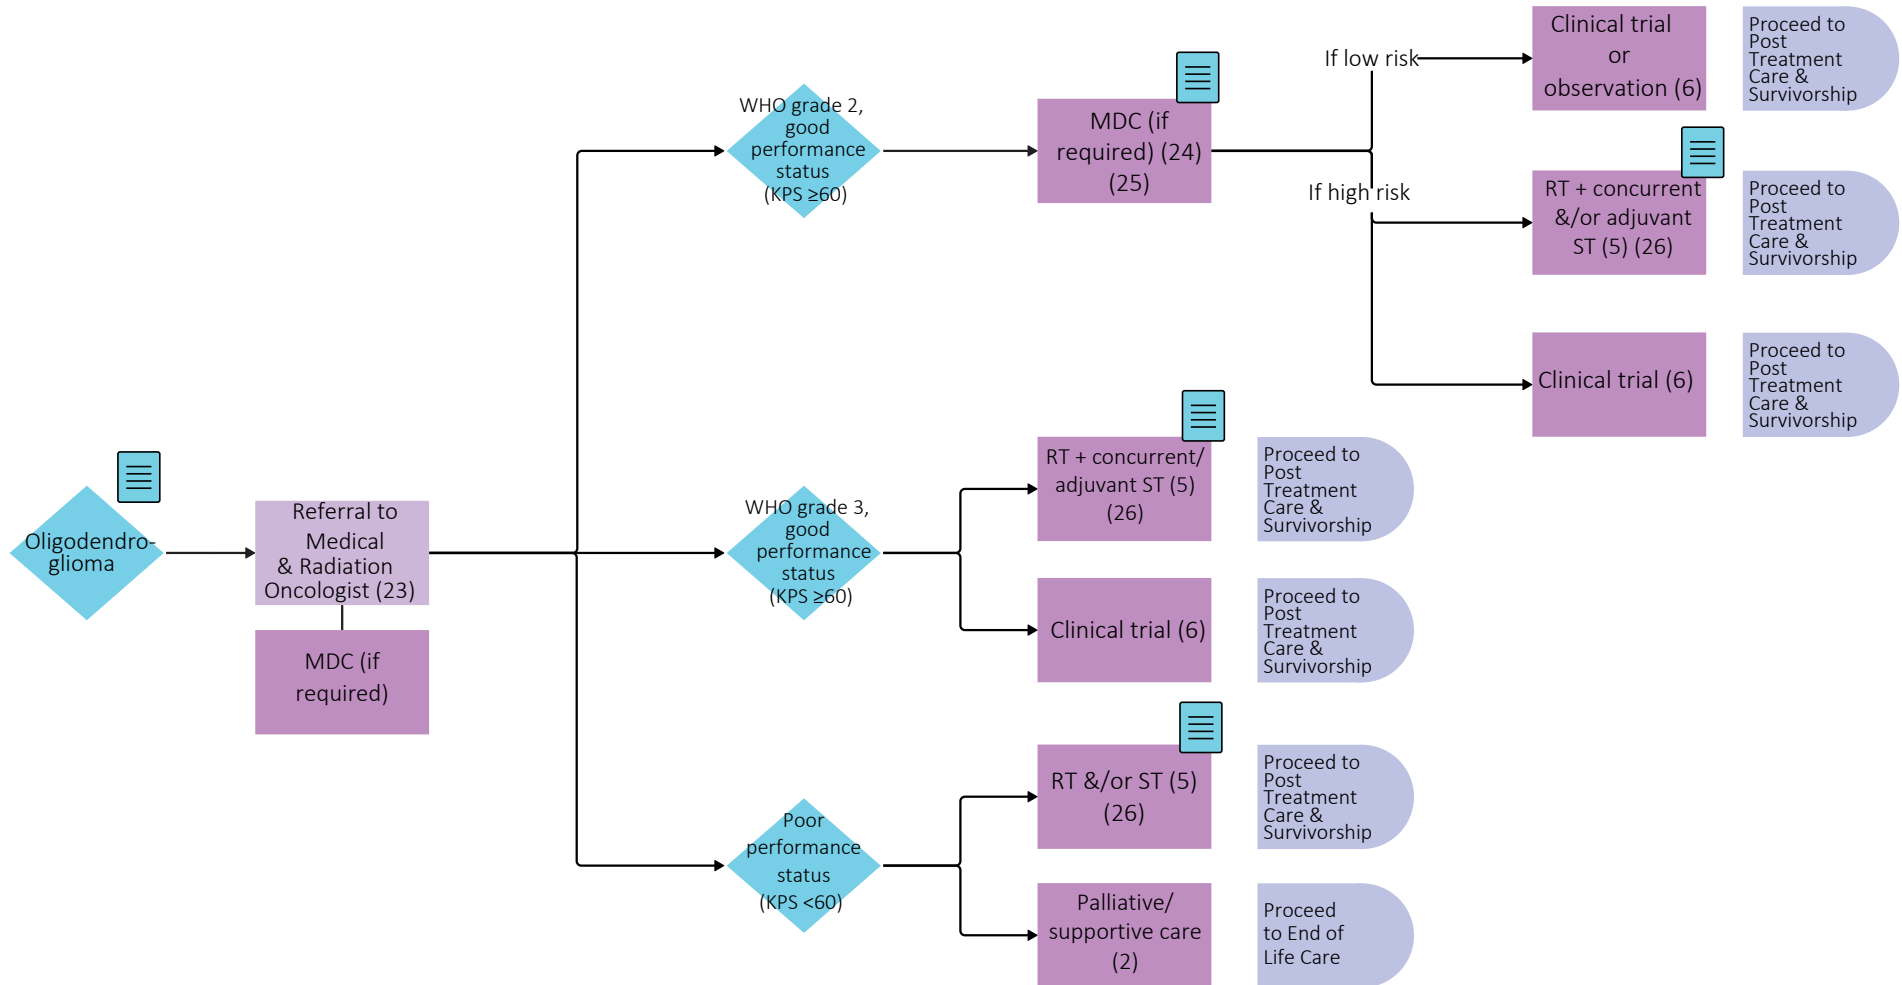 Oligodendro-
glioma
Referral to
Medical
& Radiation
Oncologist (23)
MDC (if
required)
WHO grade 2,
good
performance
status
(KPS ≥60)
MDC (if
required) (24)
(25)
If low risk
Clinical trial
or
observation (6)
Proceed to
Post
Treatment
Care &
Survivorship
If high risk
RT + concurrent
&/or adjuvant
ST (5) (26)
Proceed to
Post
Treatment
Care &
Survivorship
Clinical trial (6)
Proceed to
Post
Treatment
Care &
Survivorship
WHO grade 3,
good
performance
status
(KPS ≥60)
RT + concurrent/
adjuvant ST (5)
(26)
Proceed to
Post
Treatment
Care &
Survivorship
Clinical trial (6)
Proceed to
Post
Treatment
Care &
Survivorship
Poor
performance
status
(KPS <60)
RT &/or ST (5)
(26)
Proceed to
Post
Treatment
Care &
Survivorship
Palliative/
supportive care
(2)
Proceed
to End of
Life Care